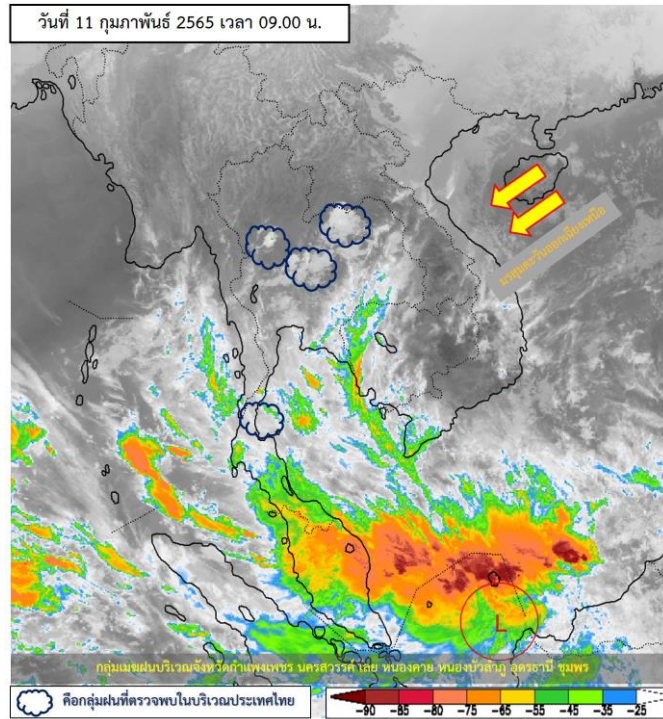 วันที่ 11 กุมภาพันธ์ 2565 เวลา 09.00 น.
มรสุมตะวันออกเฉียงเหนือ
L
กลุ่มเมฆฝนบริเวณจังหวัดกำแพงเพชร นครสวรรค์ เลย หนองคาย หนองบัวลำภู อุดรธานี ชุมพร
คือกลุ่มฝนที่ตรวจพบในบริเวณประเทศไทย
-90 -85 -80 -70 -60 -55 -45 -35 -25